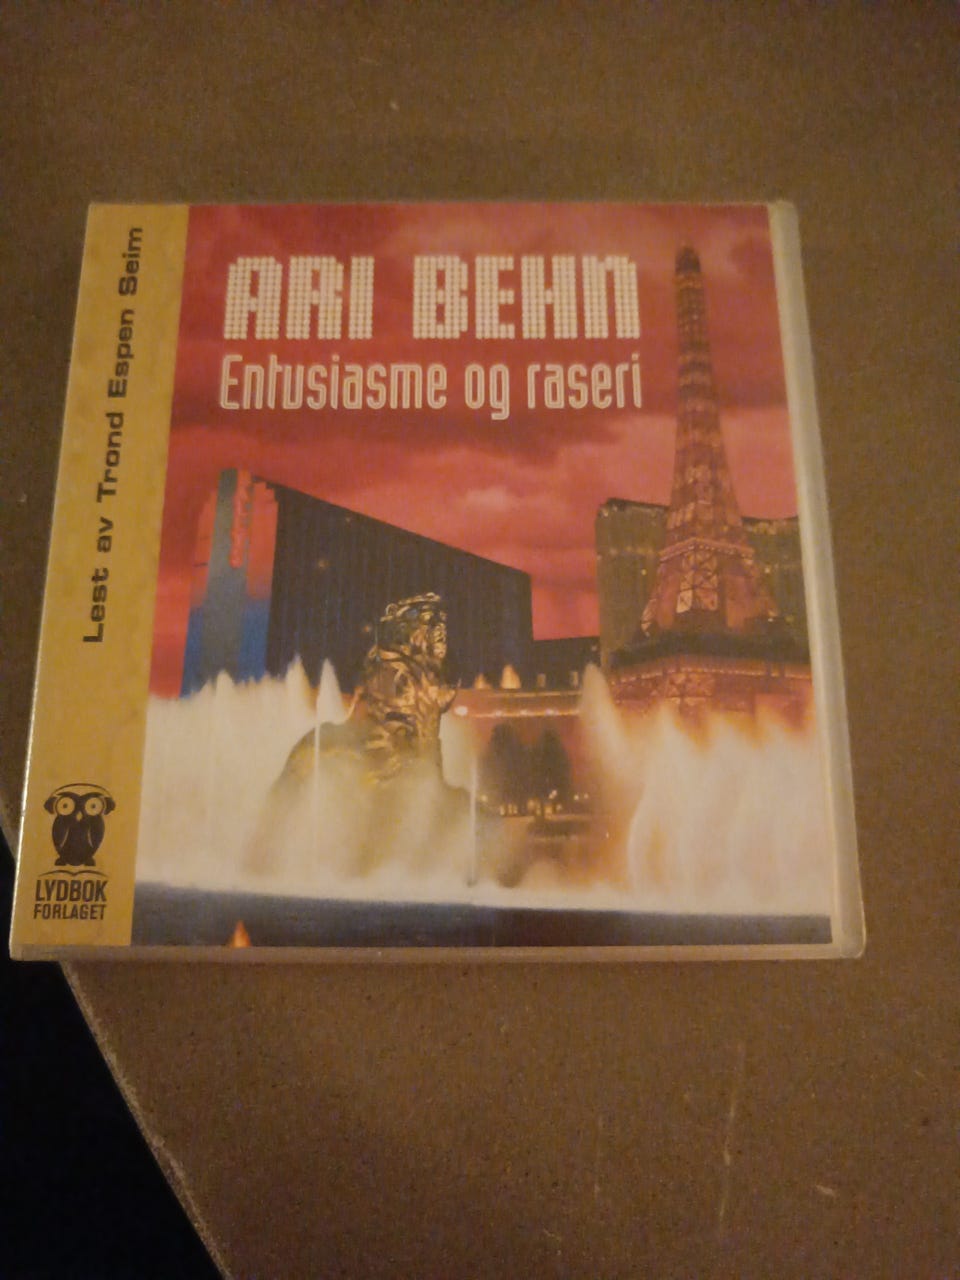 ARI BEHN
Entusiasme og raseri
Lest av Trond Espen Seim
LYDBOK
FORLAGET